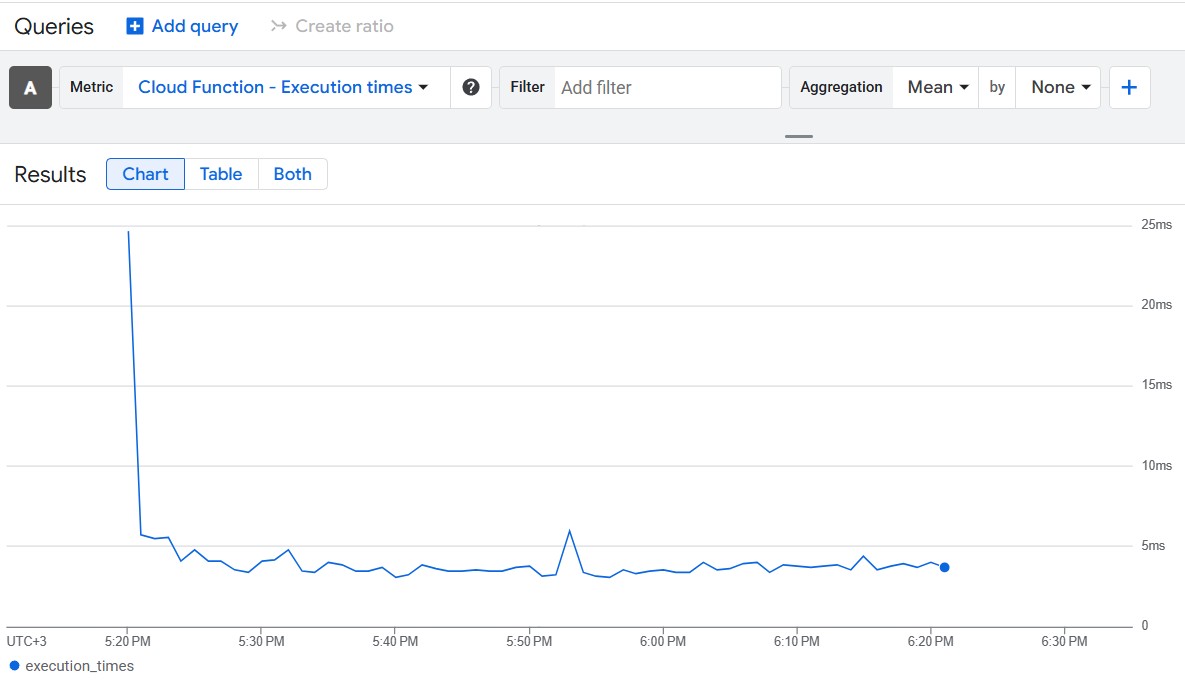 Queries Add query Create ratio
A Metric Cloud Function - Execution times ? Filter Add filter Aggregation Mean by None +
Results Chart Table Both
25ms
20ms
15ms
10ms
5ms
0
UTC+3 5:20 PM 5:30 PM 5:40 PM 5:50 PM 6:00 PM 6:10 PM 6:20 PM 6:30 PM
execution_times